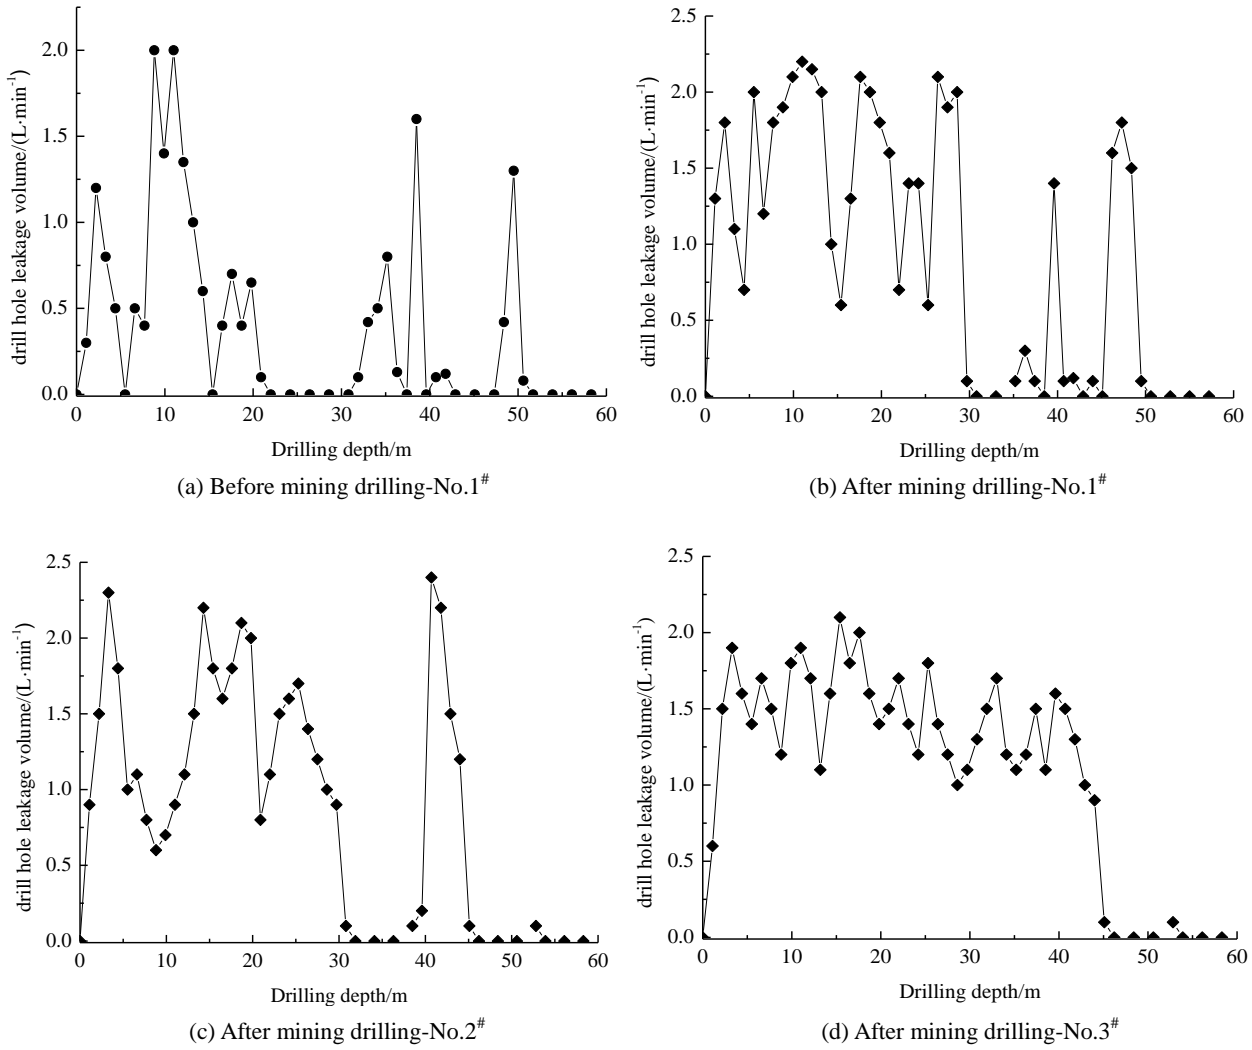 drill hole leakage volume/(L·min⁻¹)
2.0
1.5
1.0
0.5
0.0
0 10 20 30 40 50 60
Drilling depth/m
(a) Before mining drilling-No.1#
drill hole leakage volume/(L·min⁻¹)
2.5
2.0
1.5
1.0
0.5
0.0
0 10 20 30 40 50 60
Drilling depth/m
(b) After mining drilling-No.1#
drill hole leakage volume/(L·min⁻¹)
2.5
2.0
1.5
1.0
0.5
0.0
0 10 20 30 40 50 60
Drilling depth/m
(c) After mining drilling-No.2#
drill hole leakage volume/(L·min⁻¹)
2.5
2.0
1.5
1.0
0.5
0.0
0 10 20 30 40 50 60
Drilling depth/m
(d) After mining drilling-No.3#